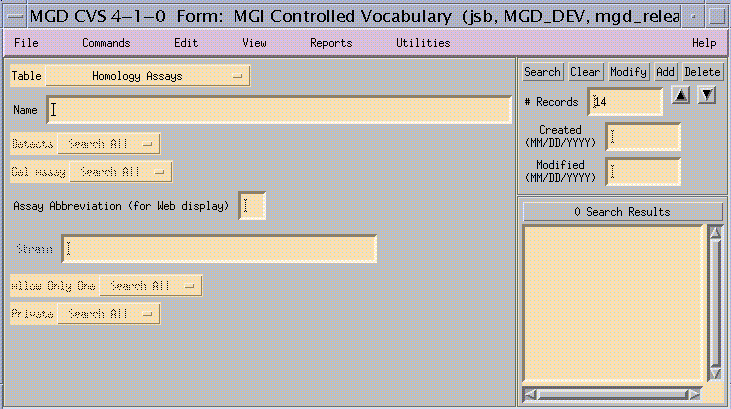 MGD CVS 4-1-0 Form: MGI Controlled Vocabulary (jsb, MGD_DEV, mgd_relea
File Commands Edit View Reports Utilities Help
Table Homology Assays
Name
Detects Search All
Gel Assay Search All
Assay Abbreviation (for Web display)
Strain
Allow Only One Search All
Private Search All
Search Clear Modify Add Delete
# Records 14
Created
(MM/DD/YYYY)
Modified
(MM/DD/YYYY)
0 Search Results